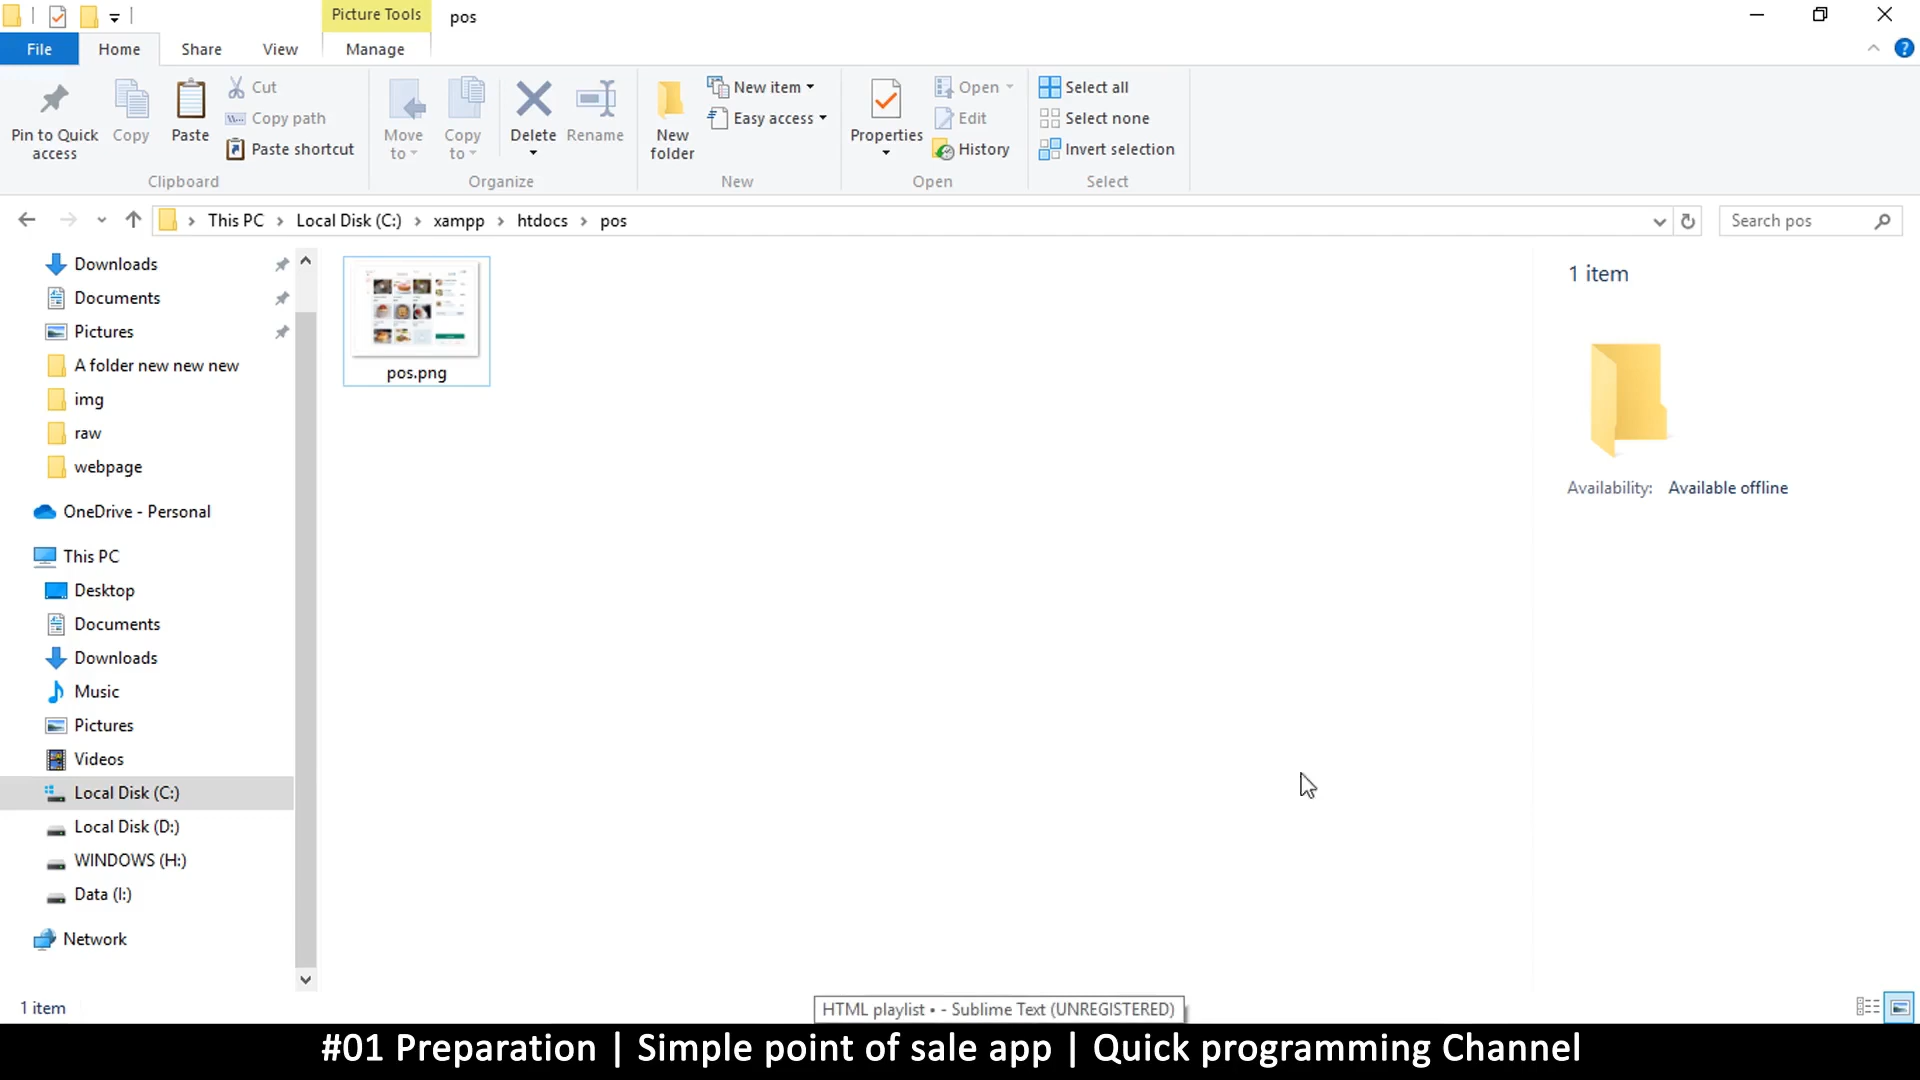 Picture Tools
pos
File
Home
Share
View
Manage
Pin to Quick access
Copy
Paste
Cut
Copy path
Paste shortcut
Clipboard
Move to
Copy to
Delete
Rename
Organize
New folder
New item
Easy access
New
Properties
Open
Edit
History
Open
Select all
Select none
Invert selection
Select
This PC
Local Disk (C:)
xampp
htdocs
pos
Search pos
Downloads
Documents
Pictures
A folder new new new
img
raw
webpage
OneDrive - Personal
This PC
Desktop
Documents
Downloads
Music
Pictures
Videos
Local Disk (C:)
Local Disk (D:)
WINDOWS (H:)
Data (I:)
Network
pos.png
1 item
Availability: Available offline
1 item
HTML playlist • - Sublime Text (UNREGISTERED)
#01 Preparation | Simple point of sale app | Quick programming Channel